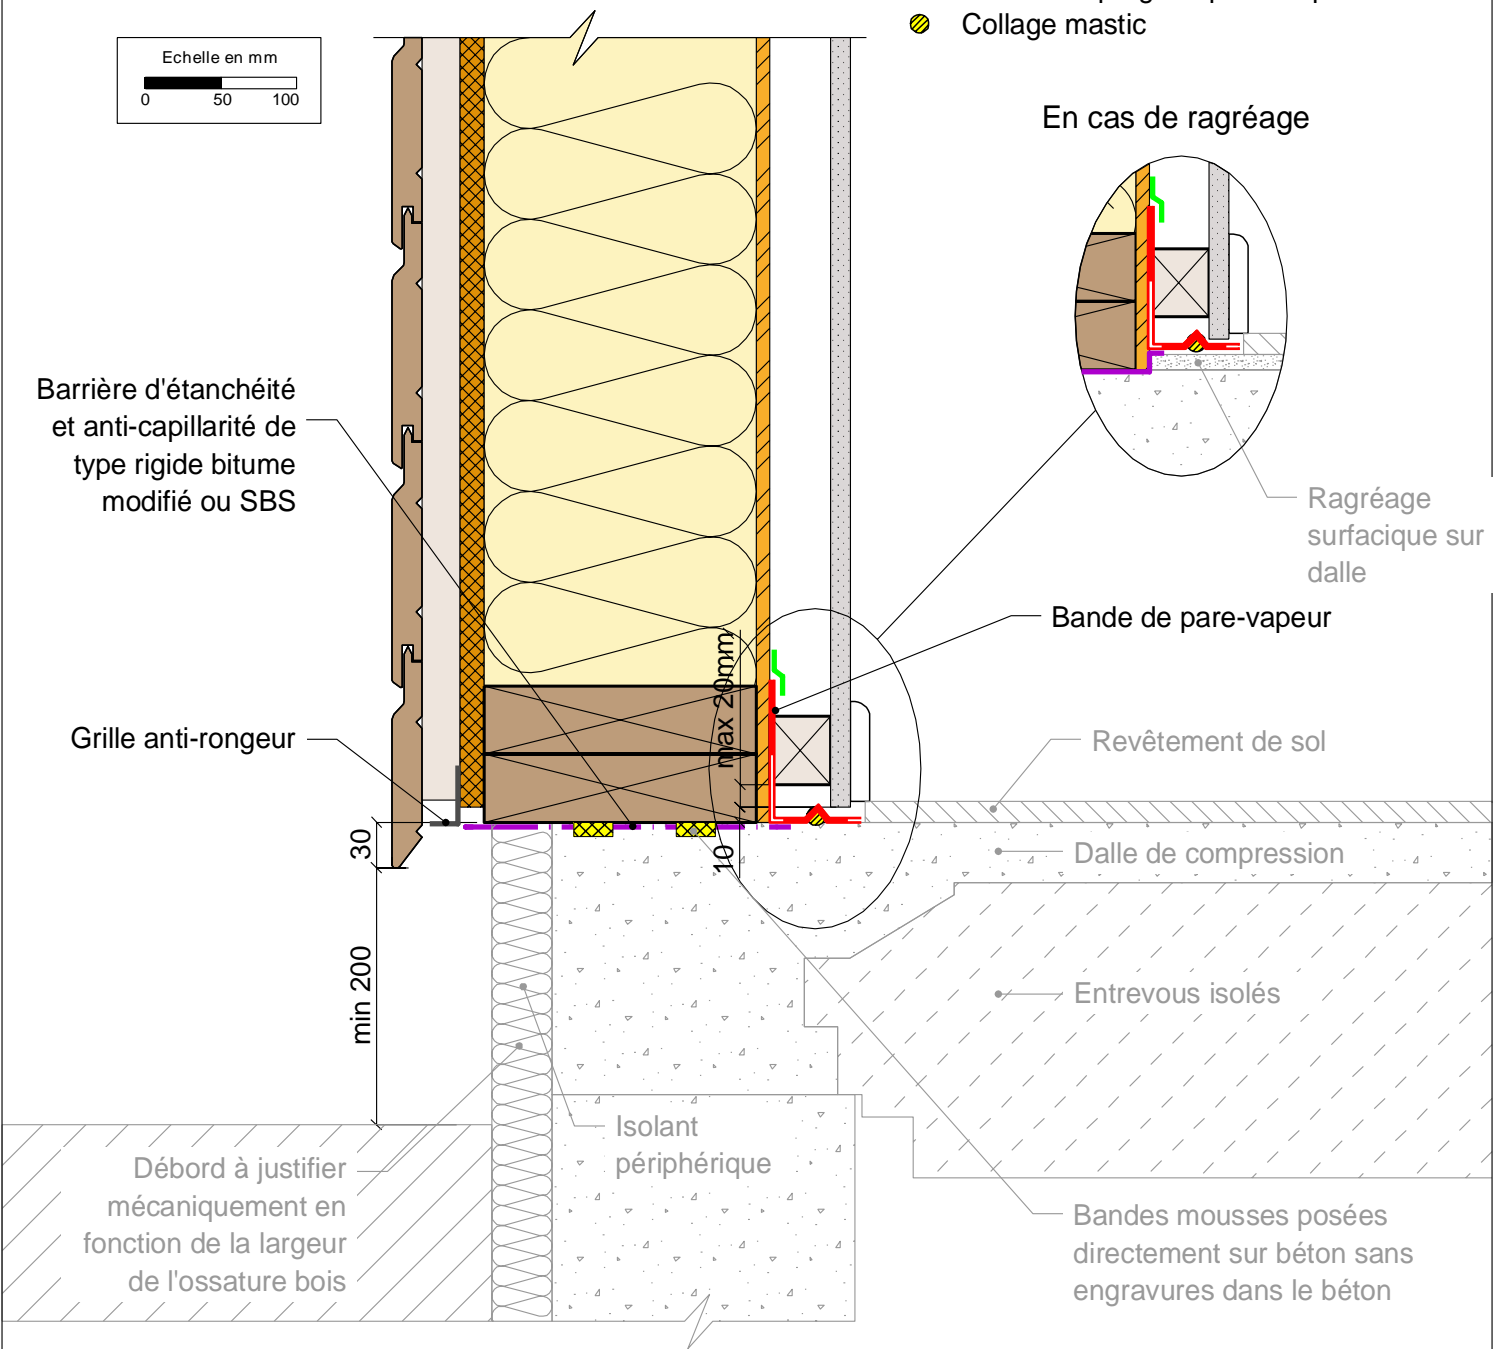 Collage mastic
Echelle en mm
0 50 100
En cas de ragréage
Barrière d'étanchéité
et anti-capillarité de
type rigide bitume
modifié ou SBS
Ragréage
surfacique sur
dalle
Bande de pare-vapeur
max 20mm
Grille anti-rongeur
Revêtement de sol
30
10
Dalle de compression
min 200
Entrevous isolés
Isolant
périphérique
Débord à justifier
mécaniquement en
fonction de la largeur
de l'ossature bois
Bandes mousses posées
directement sur béton sans
engravures dans le béton